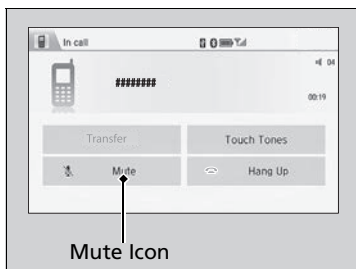 In call
04
########
00:19
Transfer Touch Tones
Mute Hang Up
Mute Icon